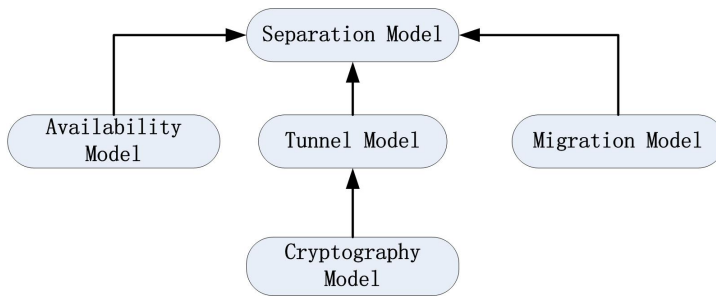 Separation Model
Availability
Model
Tunnel Model
Migration Model
Cryptography
Model